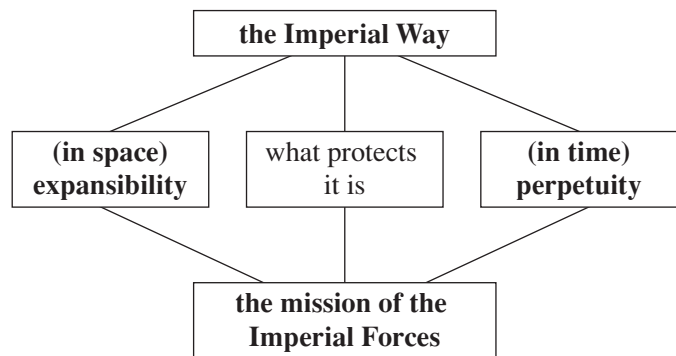 the Imperial Way
(in space)
expansibility
what protects
it is
(in time)
perpetuity
the mission of the
Imperial Forces